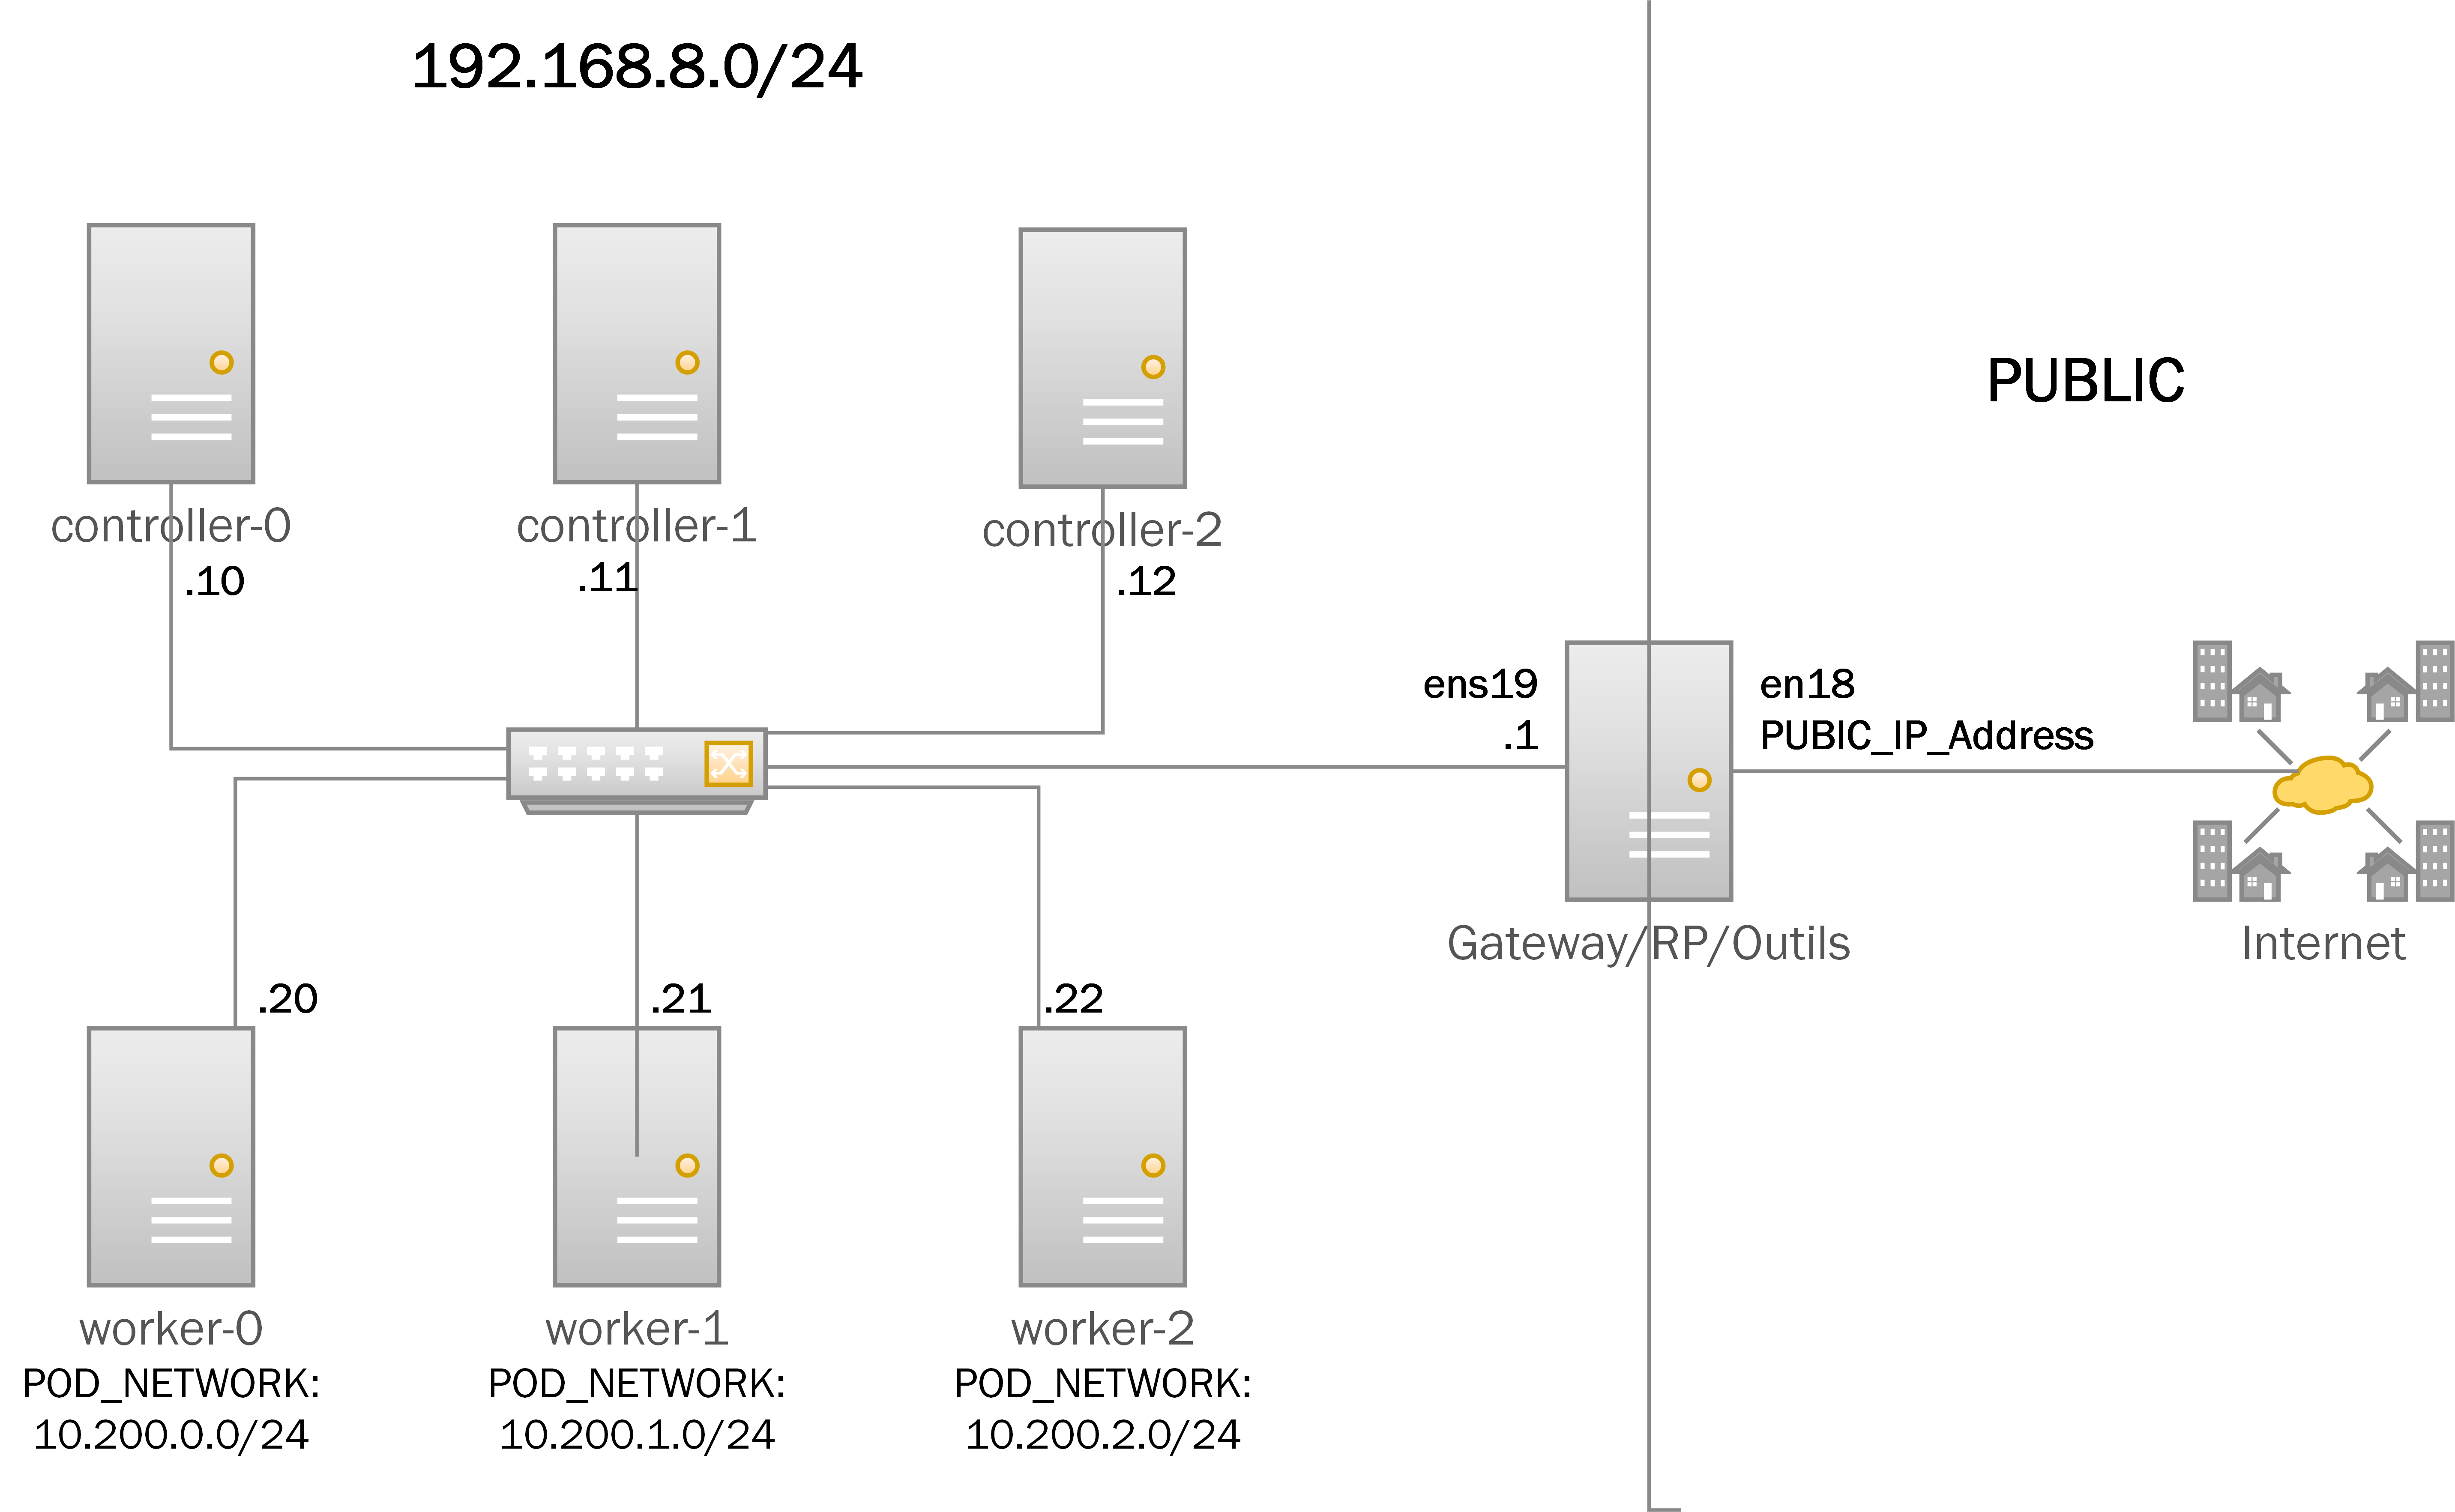 192.168.8.0/24
controller-0
.10
controller-1
.11
controller-2
.12
PUBLIC
ens19
.1
en18
PUBIC_IP_Address
Gateway/RP/Outils
Internet
.20
.21
.22
worker-0
POD_NETWORK:
10.200.0.0/24
worker-1
POD_NETWORK:
10.200.1.0/24
worker-2
POD_NETWORK:
10.200.2.0/24